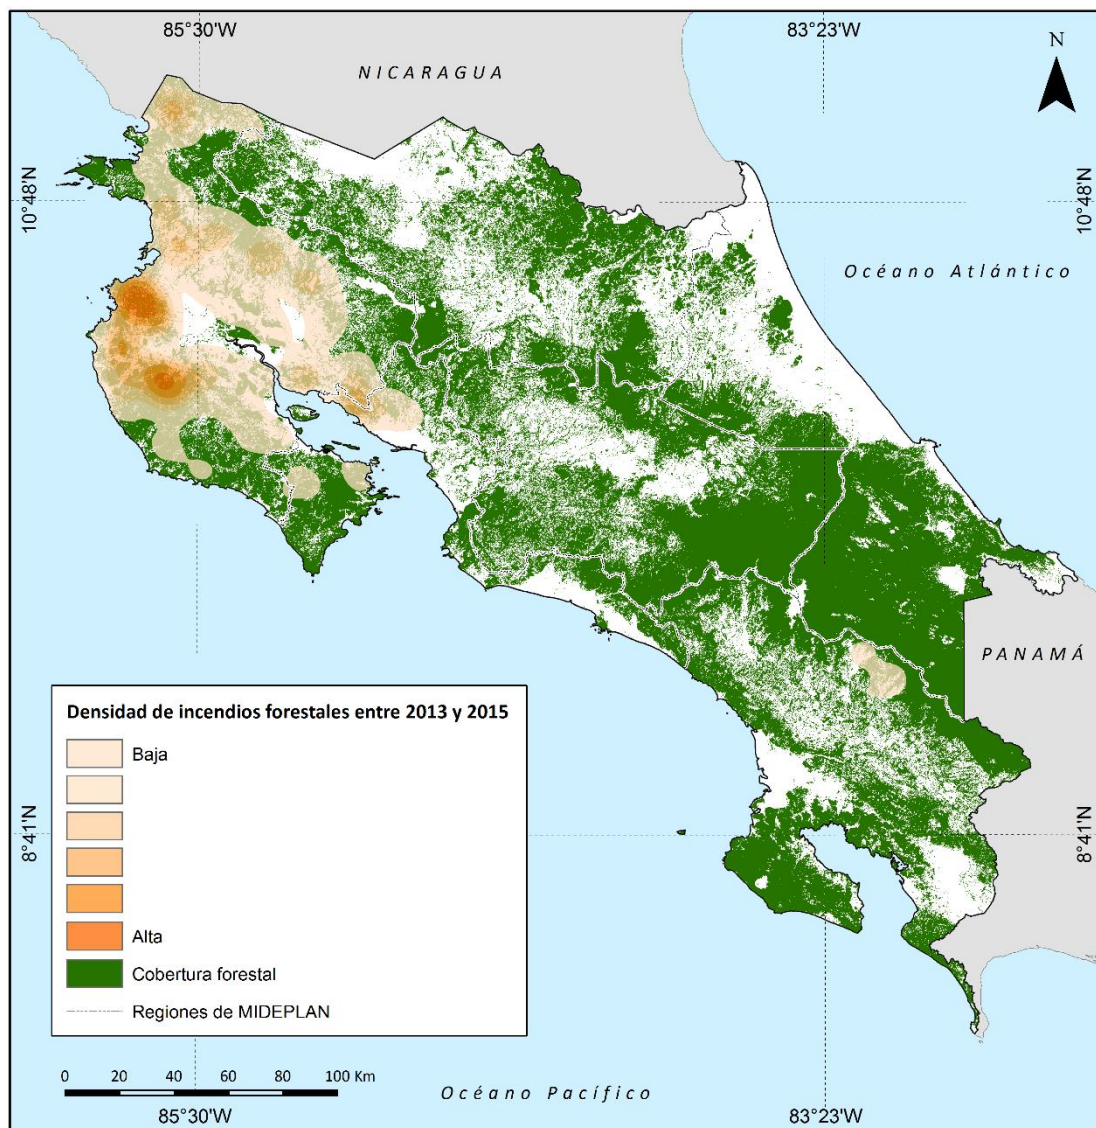 85°30'W
83°23'W
N
NICARAGUA
10°48'N
10°48'N
Océano Atlántico
PANAMÁ
Densidad de incendios forestales entre 2013 y 2015
Baja
Alta
Cobertura forestal
Regiones de MIDEPLAN
8°41'N
8°41'N
0 20 40 60 80 100 Km
Océano Pacífico
85°30'W
83°23'W